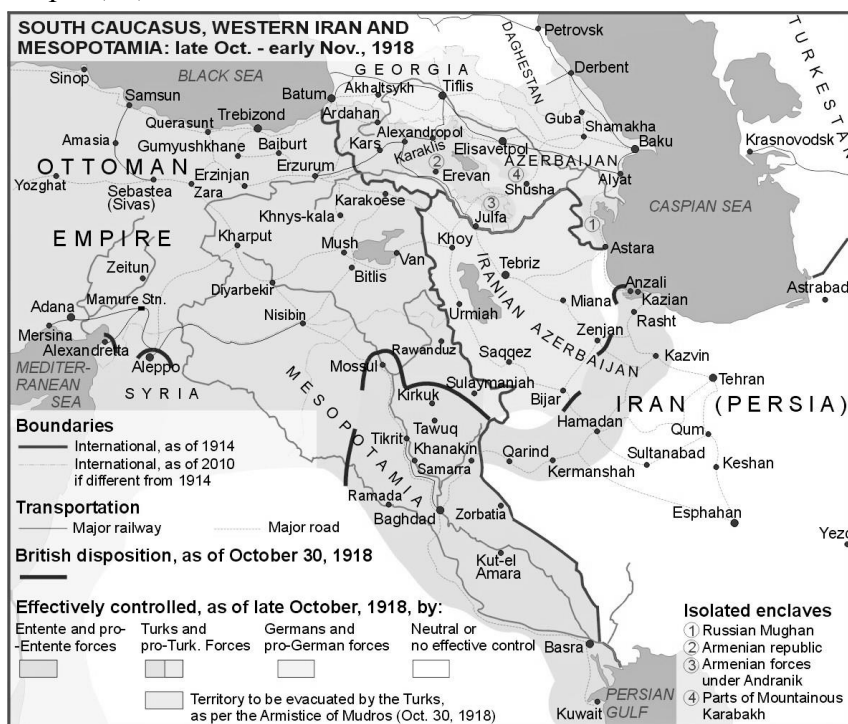 SOUTH CAUCASUS, WESTERN IRAN AND
MESOPOTAMIA: late Oct. - early Nov., 1918
Petrovsk
DAGHESTAN
TURKESTAN
BLACK SEA
GEORGIA
Derbent
Sinop
Samsun
Batum
Akhaltsykh
Tiflis
Querasunt
Trebizond
Ardahan
Guba
Shamakha
Amasia
Gumyushkhane
Baiburt
Kars
Alexandropol
Karaklis
Elisavetpol
AZERBAIJAN
Baku
Krasnovodsk
OTTOMAN
Erzinjan
Erzurum
2
Erevan
4
Shusha
Alyat
Yozghat
Sebastea
(Sivas)
Zara
Karakoëse
3
Julfa
1
CASPIAN SEA
Khnys-kala
EMPIRE
Kharput
Mush
Van
Khoy
Astara
Zeitun
Bitlis
Tebriz
Anzali
Kazian
Astrabad
Adana
Mamure Stn.
Diyarbekir
IRANIAN AZERBAIJAN
Miana
Rasht
Mersina
Nisibin
Urmiah
Zenjan
Alexandretta
Aleppo
Rawanduz
Saqqez
Kazvin
MEDITER-
RANEAN
SEA
Mossul
Sulaymaniah
Tehran
SYRIA
MESOPOTAMIA
Kirkuk
Bijar
IRAN (PERSIA)
Hamadan
Tawuq
Qum
Tikrit
Khanakin
Qarind
Sultanabad
Samarra
Kermanshah
Keshan
Ramada
Baghdad
Zorbatia
Esphahan
Kut-el
Amara
Basra
PERSIAN
GULF
Kuwait
Boundaries
International, as of 1914
International, as of 2010
if different from 1914
Transportation
Major railway
Major road
British disposition, as of October 30, 1918
Effectively controlled, as of late October, 1918, by:
Entente and pro-
-Entente forces
Turks and
pro-Turk. Forces
Germans and
pro-German forces
Neutral or
no effective control
Territory to be evacuated by the Turks,
as per the Armistice of Mudros (Oct. 30, 1918)
Isolated enclaves
1 Russian Mughan
2 Armenian republic
3 Armenian forces
under Andranik
4 Parts of Mountainous
Karabakh